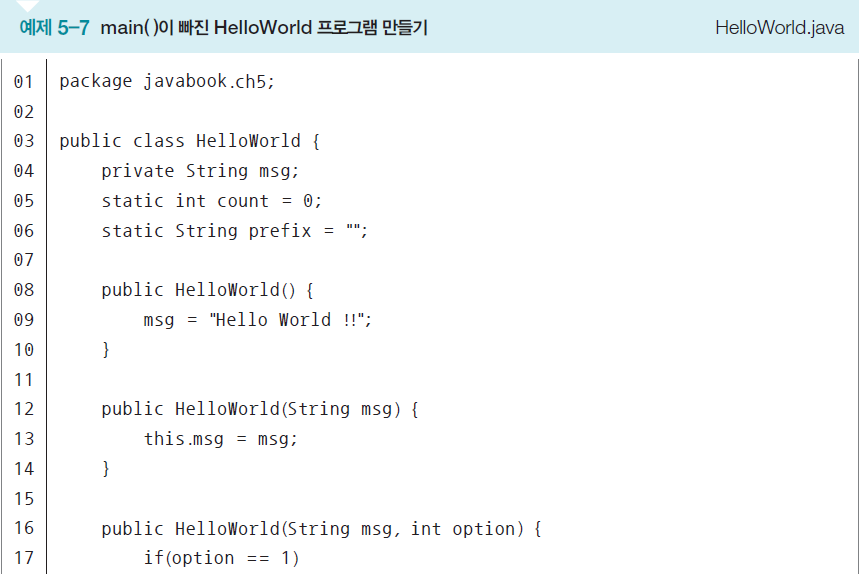 예제 5-7 main( )이 빠진 HelloWorld 프로그램 만들기 HelloWorld.java
01 package javabook.ch5;
02
03 public class HelloWorld {
04     private String msg;
05     static int count = 0;
06     static String prefix = "";
07
08     public HelloWorld() {
09         msg = "Hello World !!";
10     }
11
12     public HelloWorld(String msg) {
13         this.msg = msg;
14     }
15
16     public HelloWorld(String msg, int option) {
17         if(option == 1)